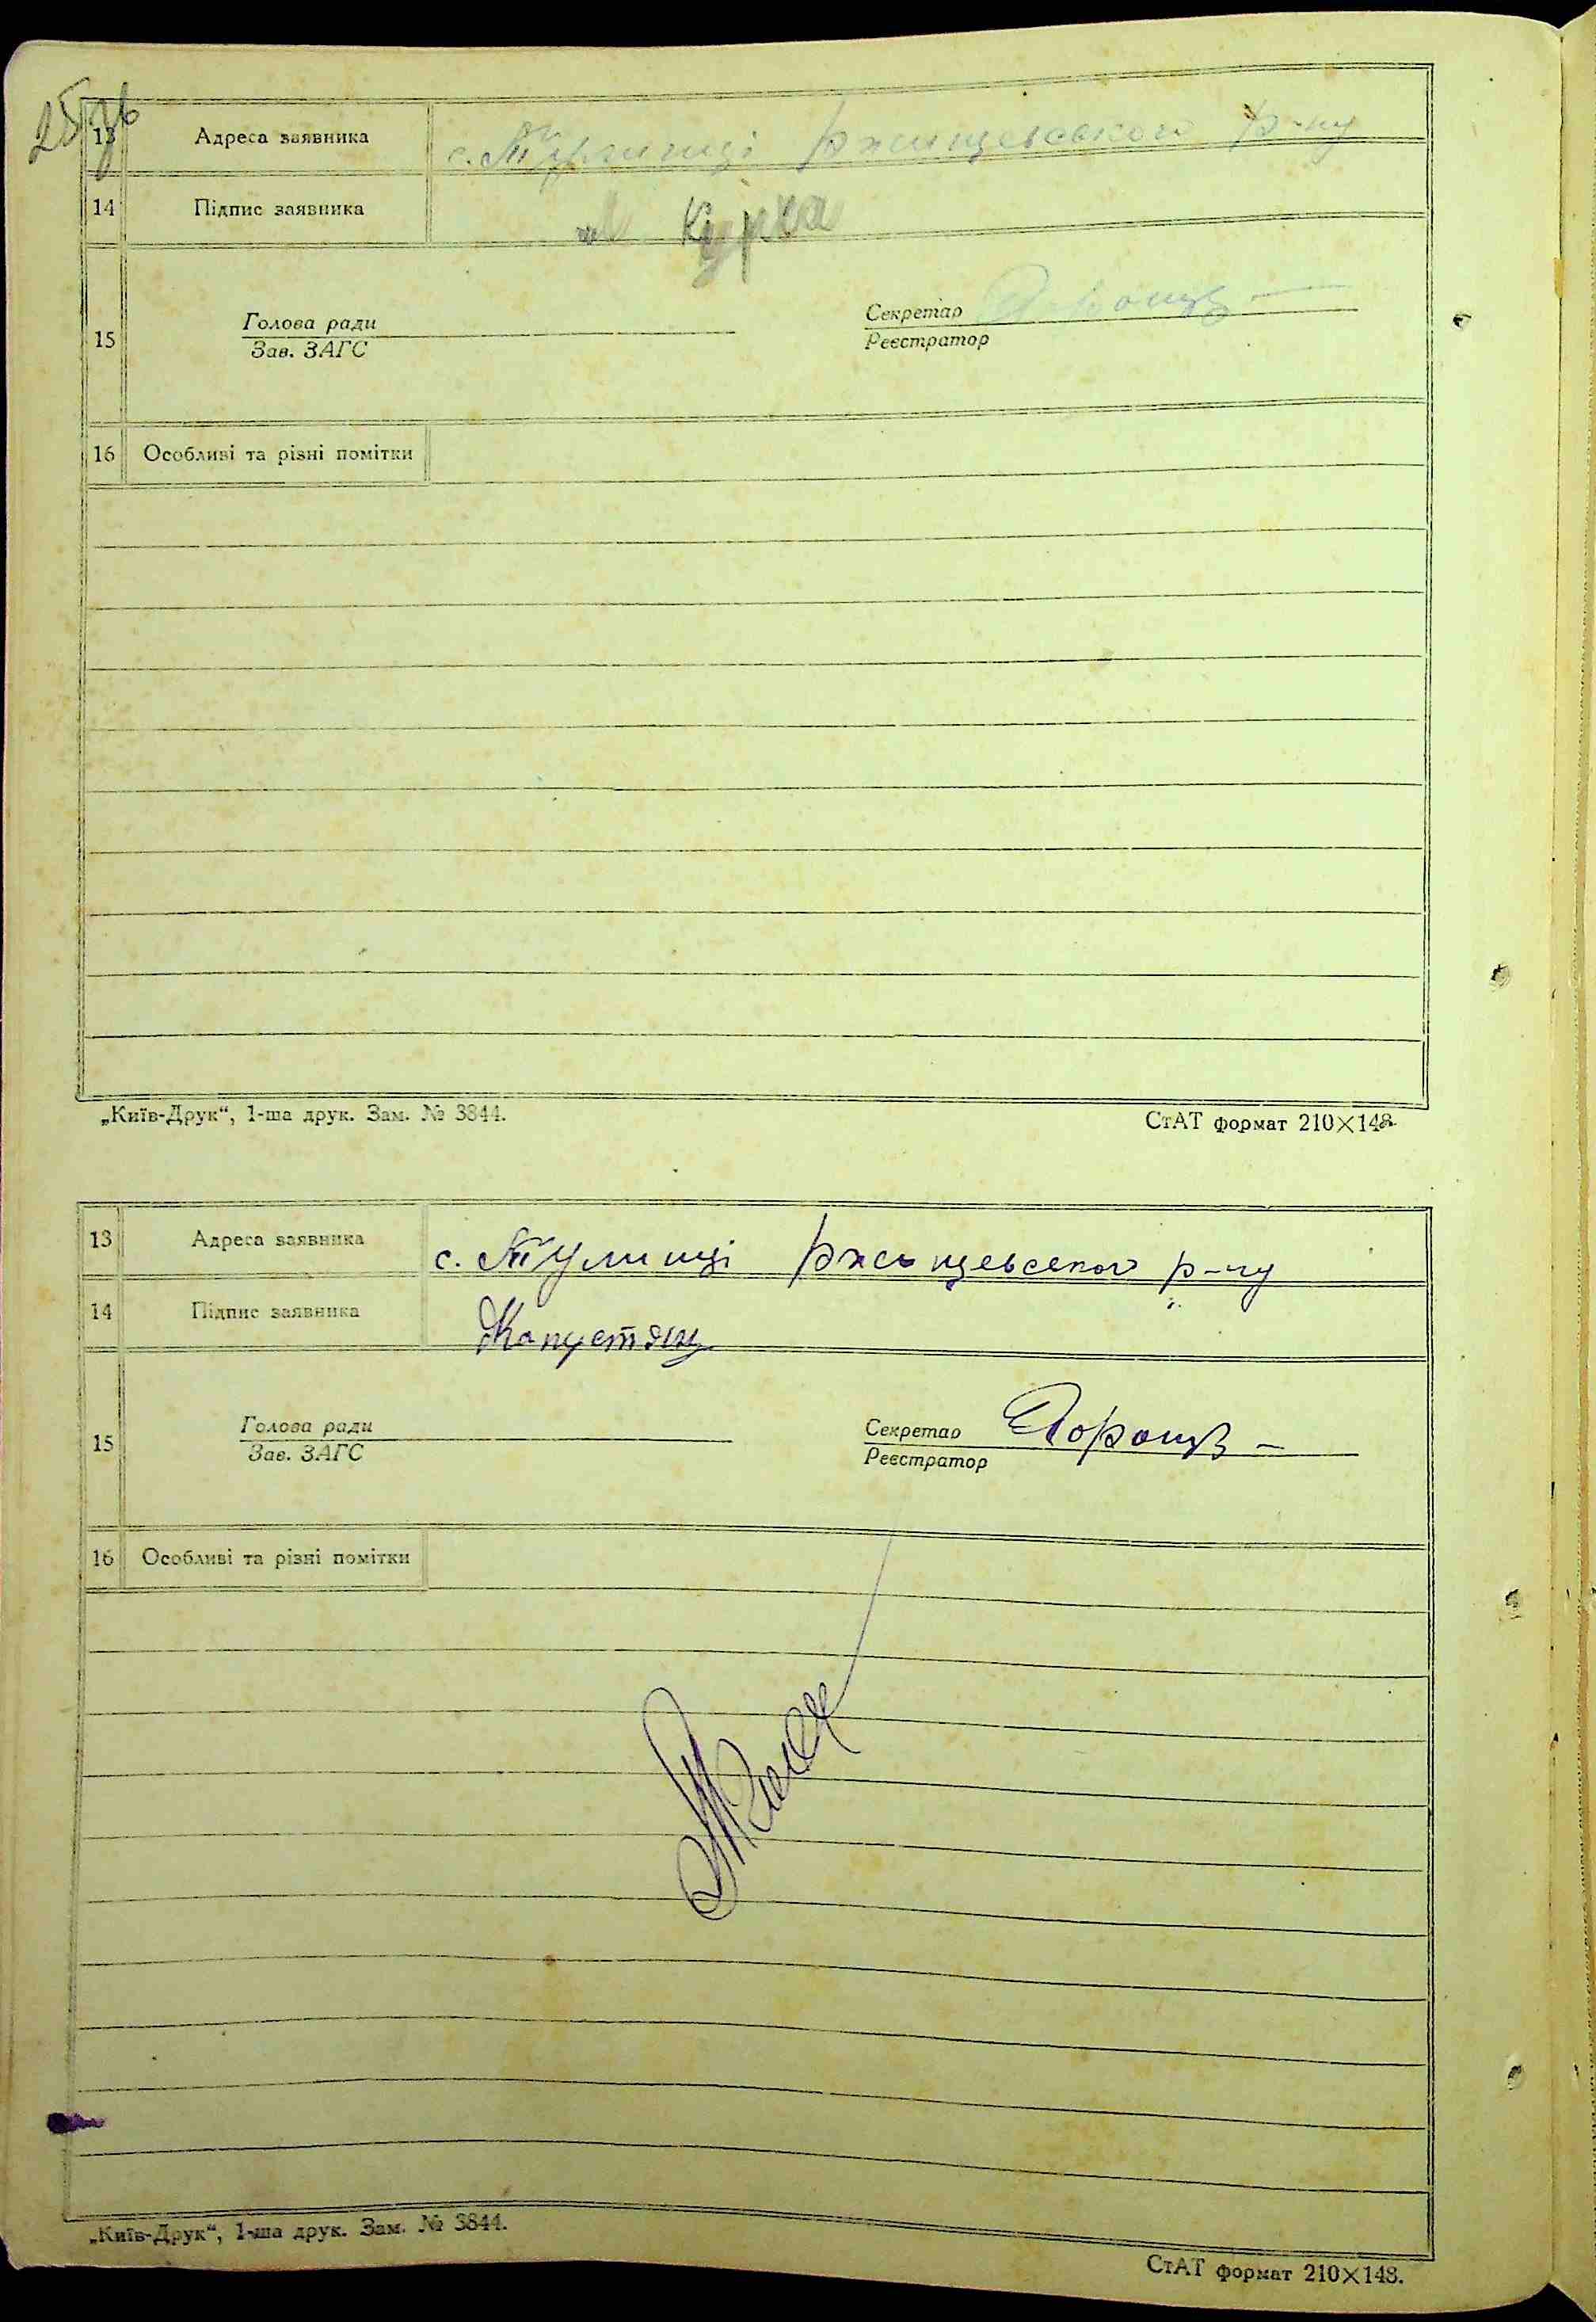 13 Адреса заявника с. Тулинці Ржищевського р-ну
14 Підпис заявника Курка
Голова ради Секретар
15
Зав. ЗАГС Реєстратор
16 Особливі та різні помітки
„Київ-Друк“, 1-ша друк. Зам. № 3844.
СтАТ формат 210×148.
13 Адреса заявника с. Тулинці Ржищевського р-ну
14 Підпис заявника Капустян
Голова ради Секретар
15
Зав. ЗАГС Реєстратор
16 Особливі та різні помітки
„Київ-Друк“, 1-ша друк. Зам. № 3844.
СтАТ формат 210×148.